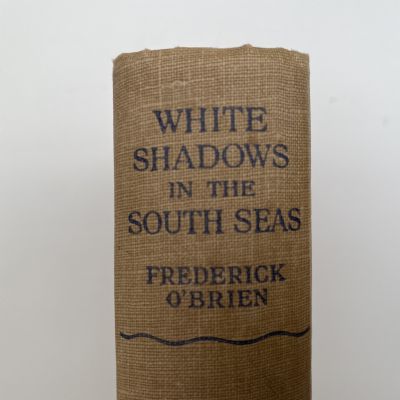 WHITE
SHADOWS
IN THE
SOUTH SEAS
FREDERICK
O'BRIEN